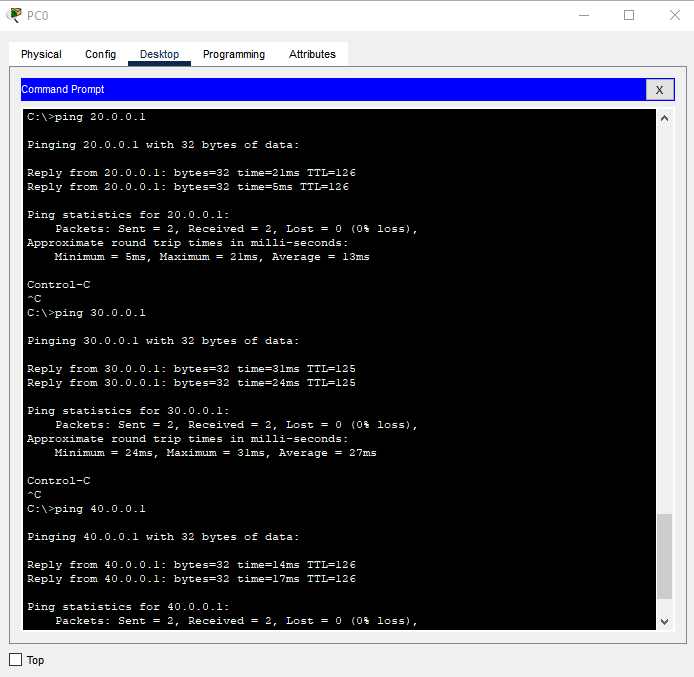 PC0
Physical Config Desktop Programming Attributes
Command Prompt X
C:\>ping 20.0.0.1
Pinging 20.0.0.1 with 32 bytes of data:
Reply from 20.0.0.1: bytes=32 time=21ms TTL=126
Reply from 20.0.0.1: bytes=32 time=5ms TTL=126
Ping statistics for 20.0.0.1:
Packets: Sent = 2, Received = 2, Lost = 0 (0% loss),
Approximate round trip times in milli-seconds:
Minimum = 5ms, Maximum = 21ms, Average = 13ms
Control-C
^C
C:\>ping 30.0.0.1
Pinging 30.0.0.1 with 32 bytes of data:
Reply from 30.0.0.1: bytes=32 time=31ms TTL=125
Reply from 30.0.0.1: bytes=32 time=24ms TTL=125
Ping statistics for 30.0.0.1:
Packets: Sent = 2, Received = 2, Lost = 0 (0% loss),
Approximate round trip times in milli-seconds:
Minimum = 24ms, Maximum = 31ms, Average = 27ms
Control-C
^C
C:\>ping 40.0.0.1
Pinging 40.0.0.1 with 32 bytes of data:
Reply from 40.0.0.1: bytes=32 time=14ms TTL=126
Reply from 40.0.0.1: bytes=32 time=17ms TTL=126
Ping statistics for 40.0.0.1:
Packets: Sent = 2, Received = 2, Lost = 0 (0% loss),
Top